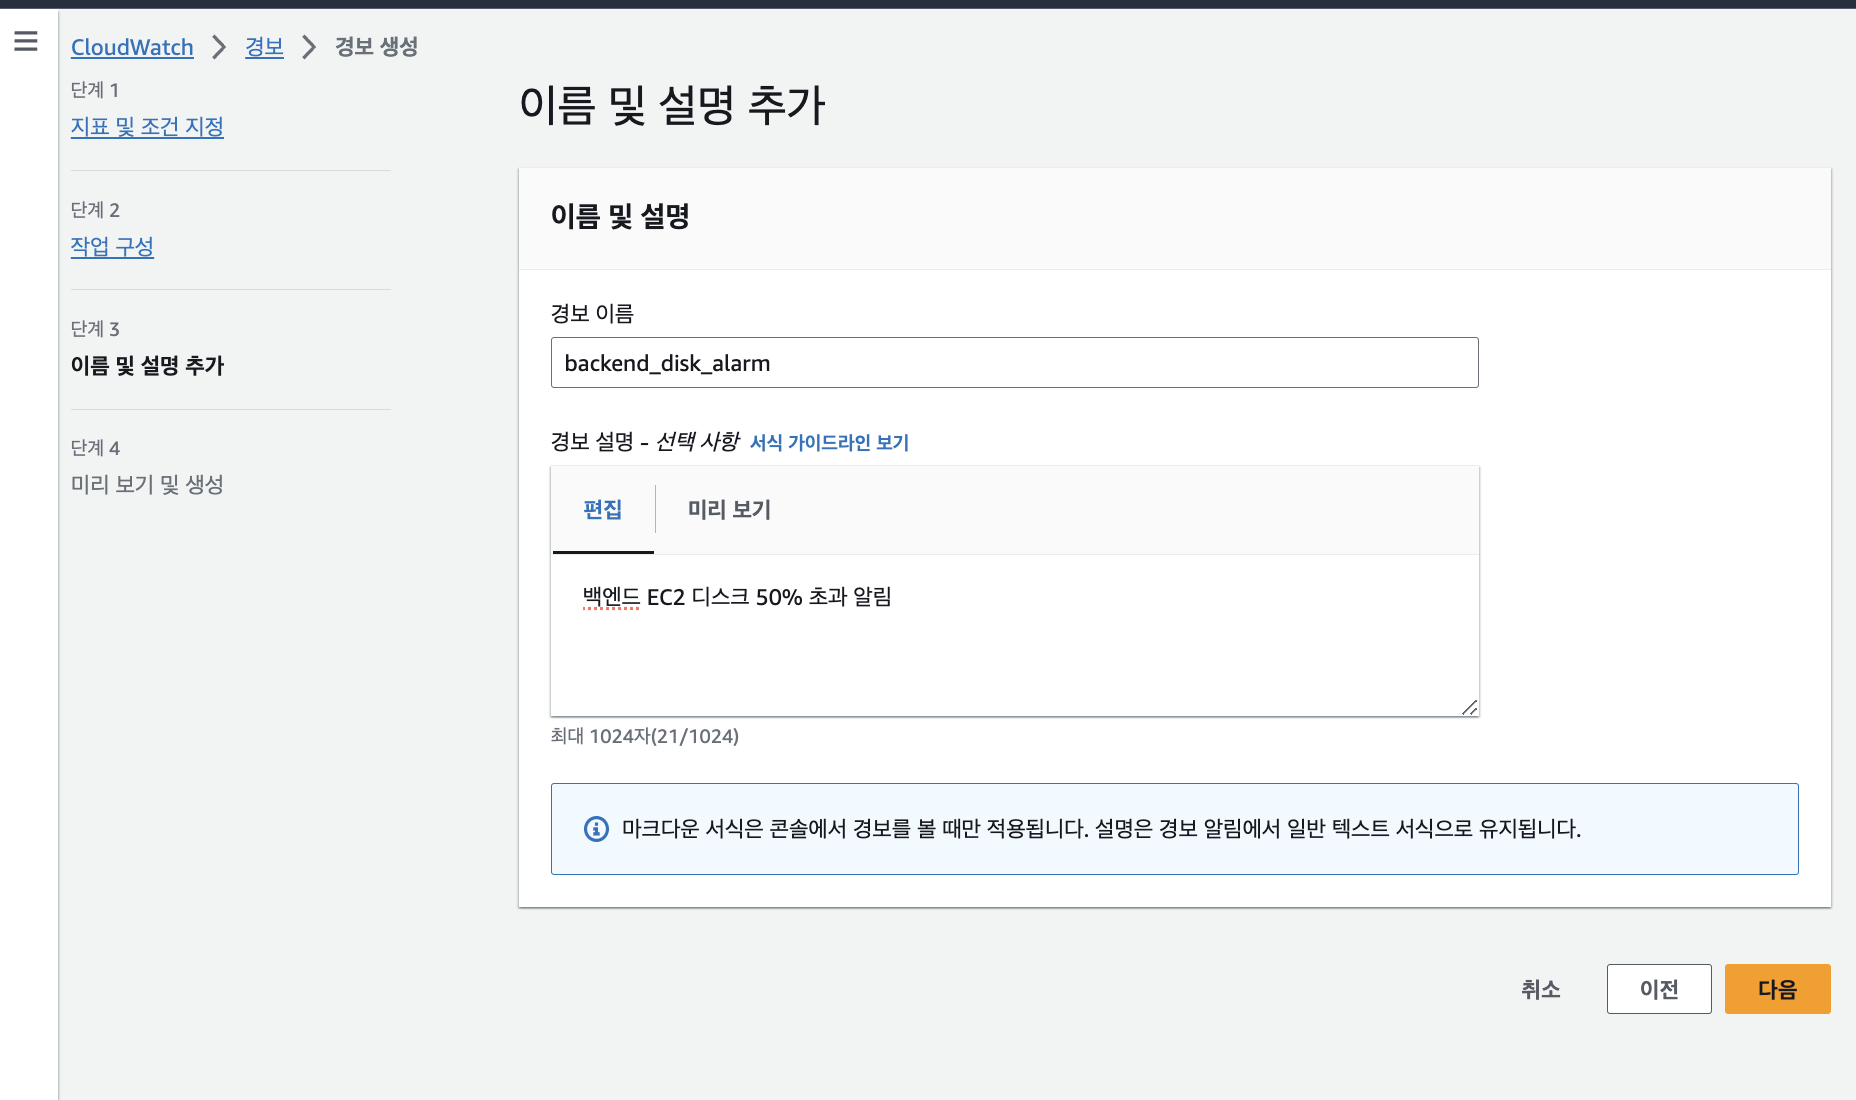 CloudWatch > 경보 > 경보 생성
단계 1
지표 및 조건 지정
단계 2
작업 구성
단계 3
이름 및 설명 추가
단계 4
미리 보기 및 생성
이름 및 설명 추가
이름 및 설명
경보 이름
backend_disk_alarm
경보 설명 - 선택 사항 서식 가이드라인 보기
편집 미리 보기
백엔드 EC2 디스크 50% 초과 알림
최대 1024자(21/1024)
마크다운 서식은 콘솔에서 경보를 볼 때만 적용됩니다. 설명은 경보 알림에서 일반 텍스트 서식으로 유지됩니다.
취소 이전 다음